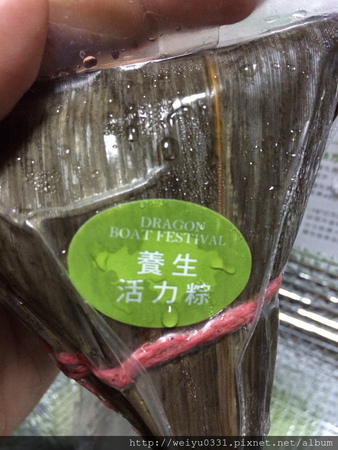 DRAGON
BOAT FESTIVAL
養生
活力粽
http://weiyu0331.pixnet.net/album